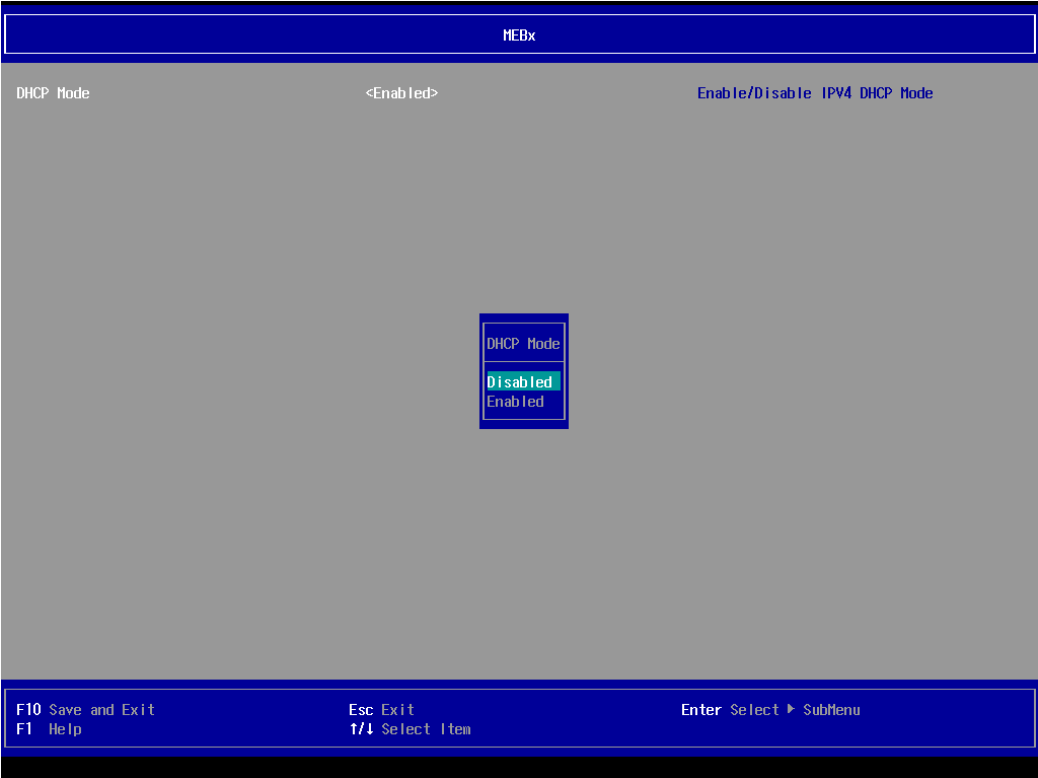 MEBx
DHCP Mode <Enabled> Enable/Disable IPV4 DHCP Mode
DHCP Mode
Disabled
Enabled
F10 Save and Exit Esc Exit Enter Select ▶ SubMenu
F1 Help ↑/↓ Select Item